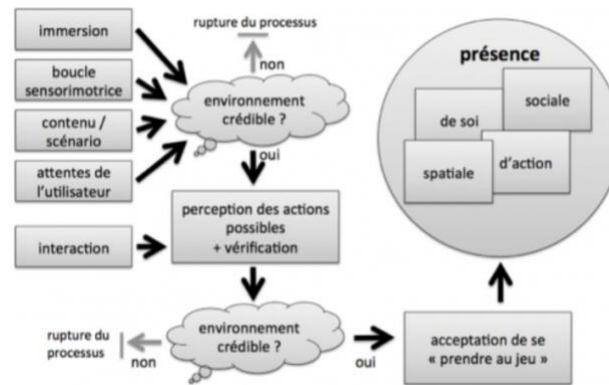 immersion
boucle
sensorimotrice
contenu /
scénario
attentes de
l'utilisateur
interaction
rupture du processus
non
environnement
crédible ?
oui
perception des actions
possibles
+ vérification
environnement
crédible ?
non
rupture du
processus
oui
acceptation de se
« prendre au jeu »
présence
sociale
de soi
d'action
spatiale